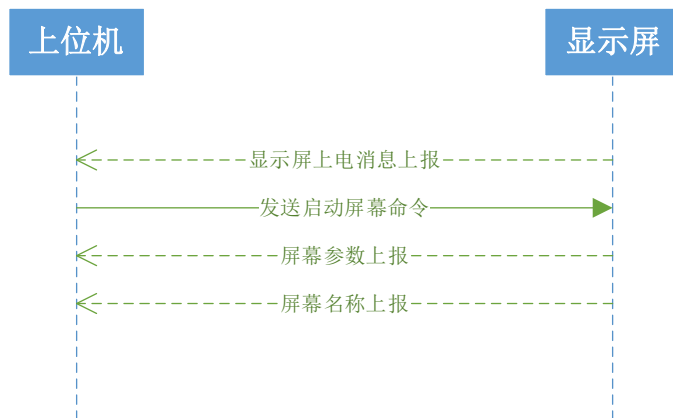 上位机
显示屏
显示屏上电消息上报
发送启动屏幕命令
屏幕参数上报
屏幕名称上报